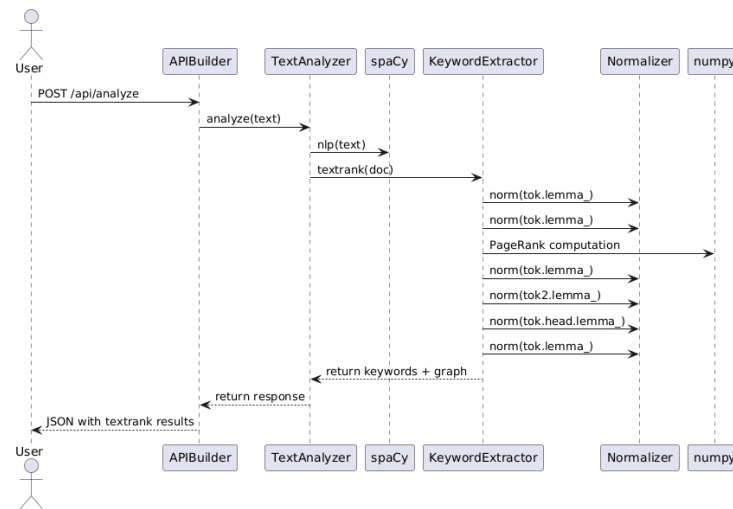 User
APIBuilder
TextAnalyzer
spaCy
KeywordExtractor
Normalizer
numpy
POST /api/analyze
analyze(text)
nlp(text)
textrank(doc)
norm(tok.lemma_)
norm(tok.lemma_)
PageRank computation
norm(tok.lemma_)
norm(tok2.lemma_)
norm(tok.head.lemma_)
norm(tok.lemma_)
return keywords + graph
return response
JSON with textrank results
User
APIBuilder
TextAnalyzer
spaCy
KeywordExtractor
Normalizer
numpy